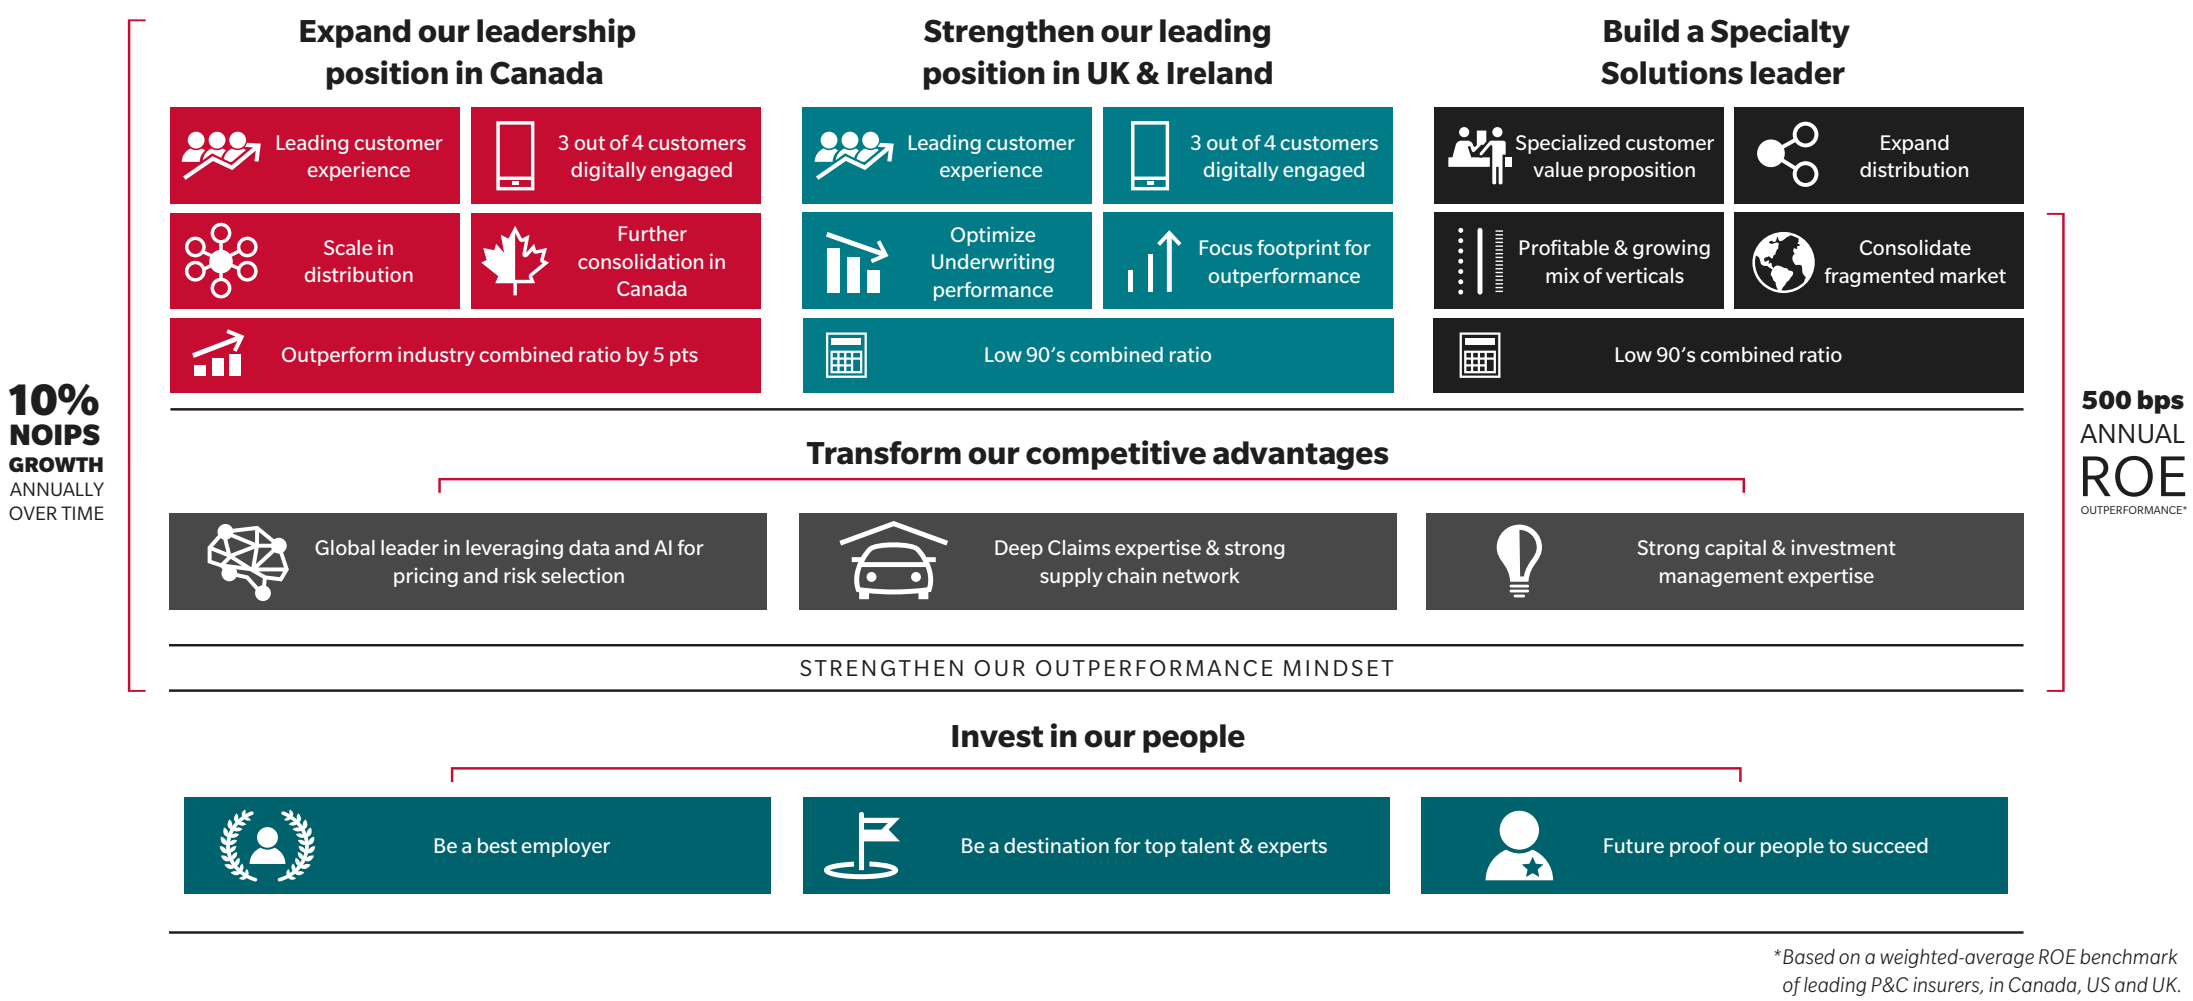 Expand our leadership
position in Canada
Leading customer
experience
3 out of 4 customers
digitally engaged
Scale in
distribution
Further
consolidation in
Canada
Outperform industry combined ratio by 5 pts
Strengthen our leading
position in UK & Ireland
Leading customer
experience
3 out of 4 customers
digitally engaged
Optimize
Underwriting
performance
Focus footprint for
outperformance
Low 90's combined ratio
Build a Specialty
Solutions leader
Specialized customer
value proposition
Expand
distribution
Profitable & growing
mix of verticals
Consolidate
fragmented market
Low 90's combined ratio
10%
NOIPS
GROWTH
ANNUALLY
OVER TIME
500 bps
ANNUAL
ROE
OUTPERFORMANCE*
Transform our competitive advantages
Global leader in leveraging data and AI for
pricing and risk selection
Deep Claims expertise & strong
supply chain network
Strong capital & investment
management expertise
STRENGTHEN OUR OUTPERFORMANCE MINDSET
Invest in our people
Be a best employer
Be a destination for top talent & experts
Future proof our people to succeed
*Based on a weighted-average ROE benchmark
of leading P&C insurers, in Canada, US and UK.